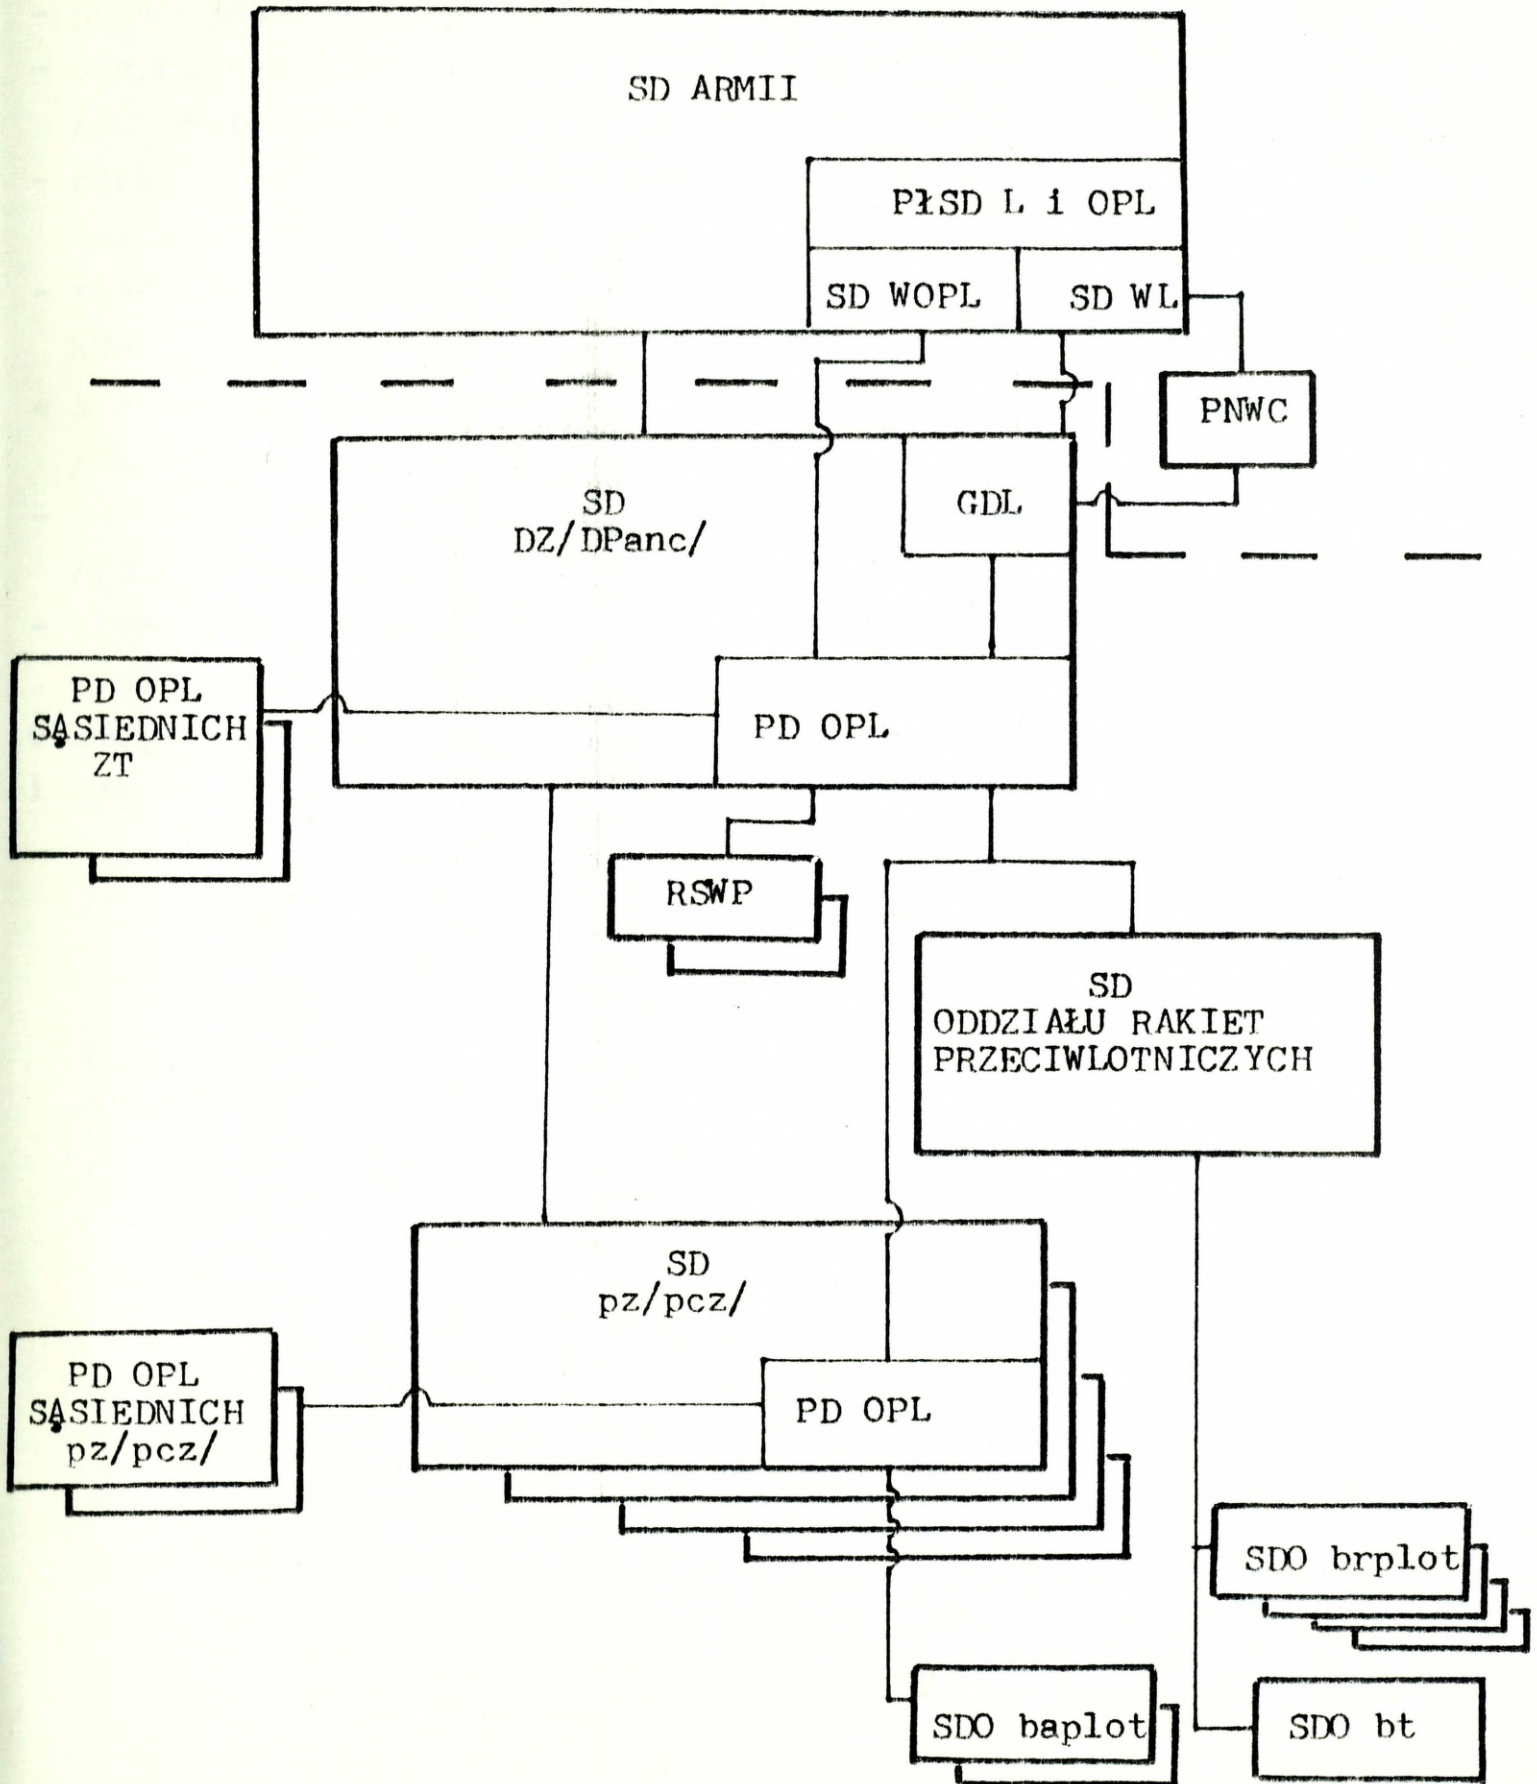 SD ARMII
PłSD L i OPL
SD WOPL
SD WL
PNWC
SD
DZ/DPanc/
GDL
PD OPL
SĄSIEDNICH
ZT
PD OPL
RSWP
SD
ODDZIAŁU RAKIET
PRZECIWLOTNICZYCH
SD
pz/pcz/
PD OPL
SĄSIEDNICH
pz/pcz/
PD OPL
SDO brplot
SDO baplot
SDO bt